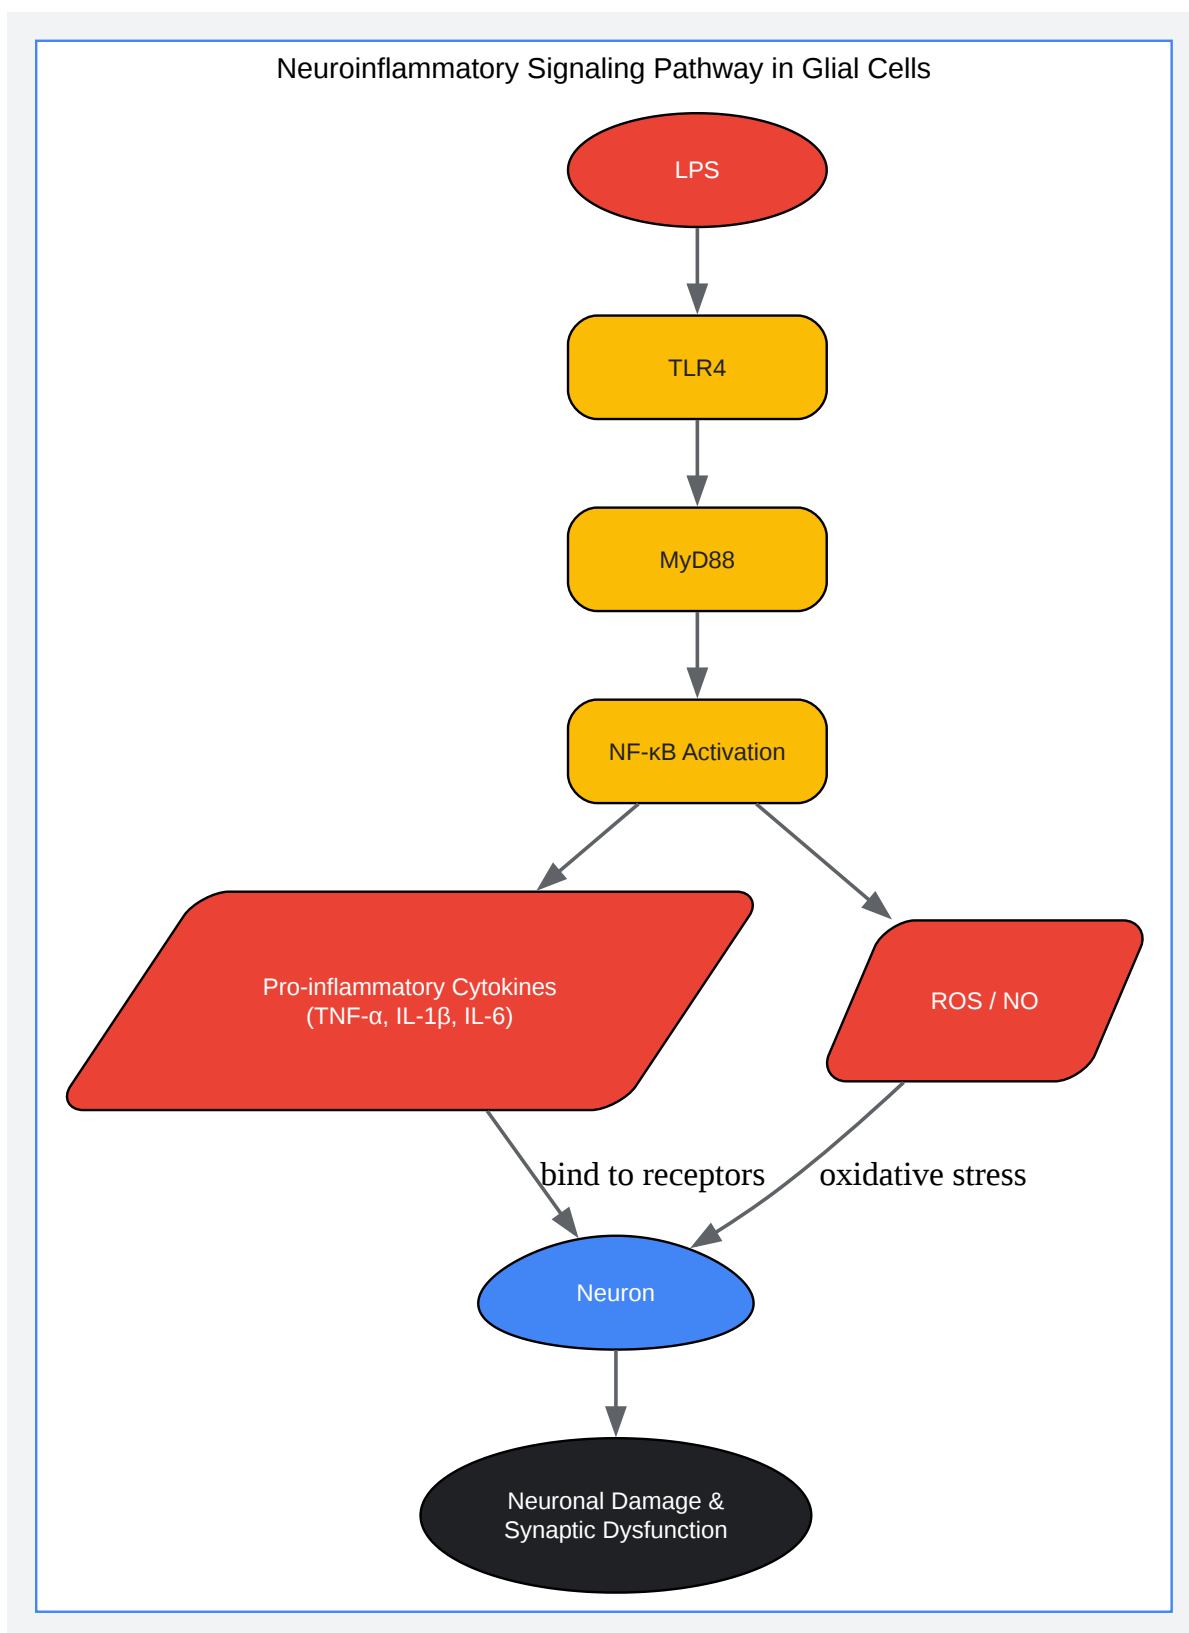 Neuroinflammatory Signaling Pathway in Glial Cells
LPS
TLR4
MyD88
NF-κB Activation
Pro-inflammatory Cytokines
(TNF-α, IL-1β, IL-6)
ROS / NO
bind to receptors
oxidative stress
Neuron
Neuronal Damage &
Synaptic Dysfunction